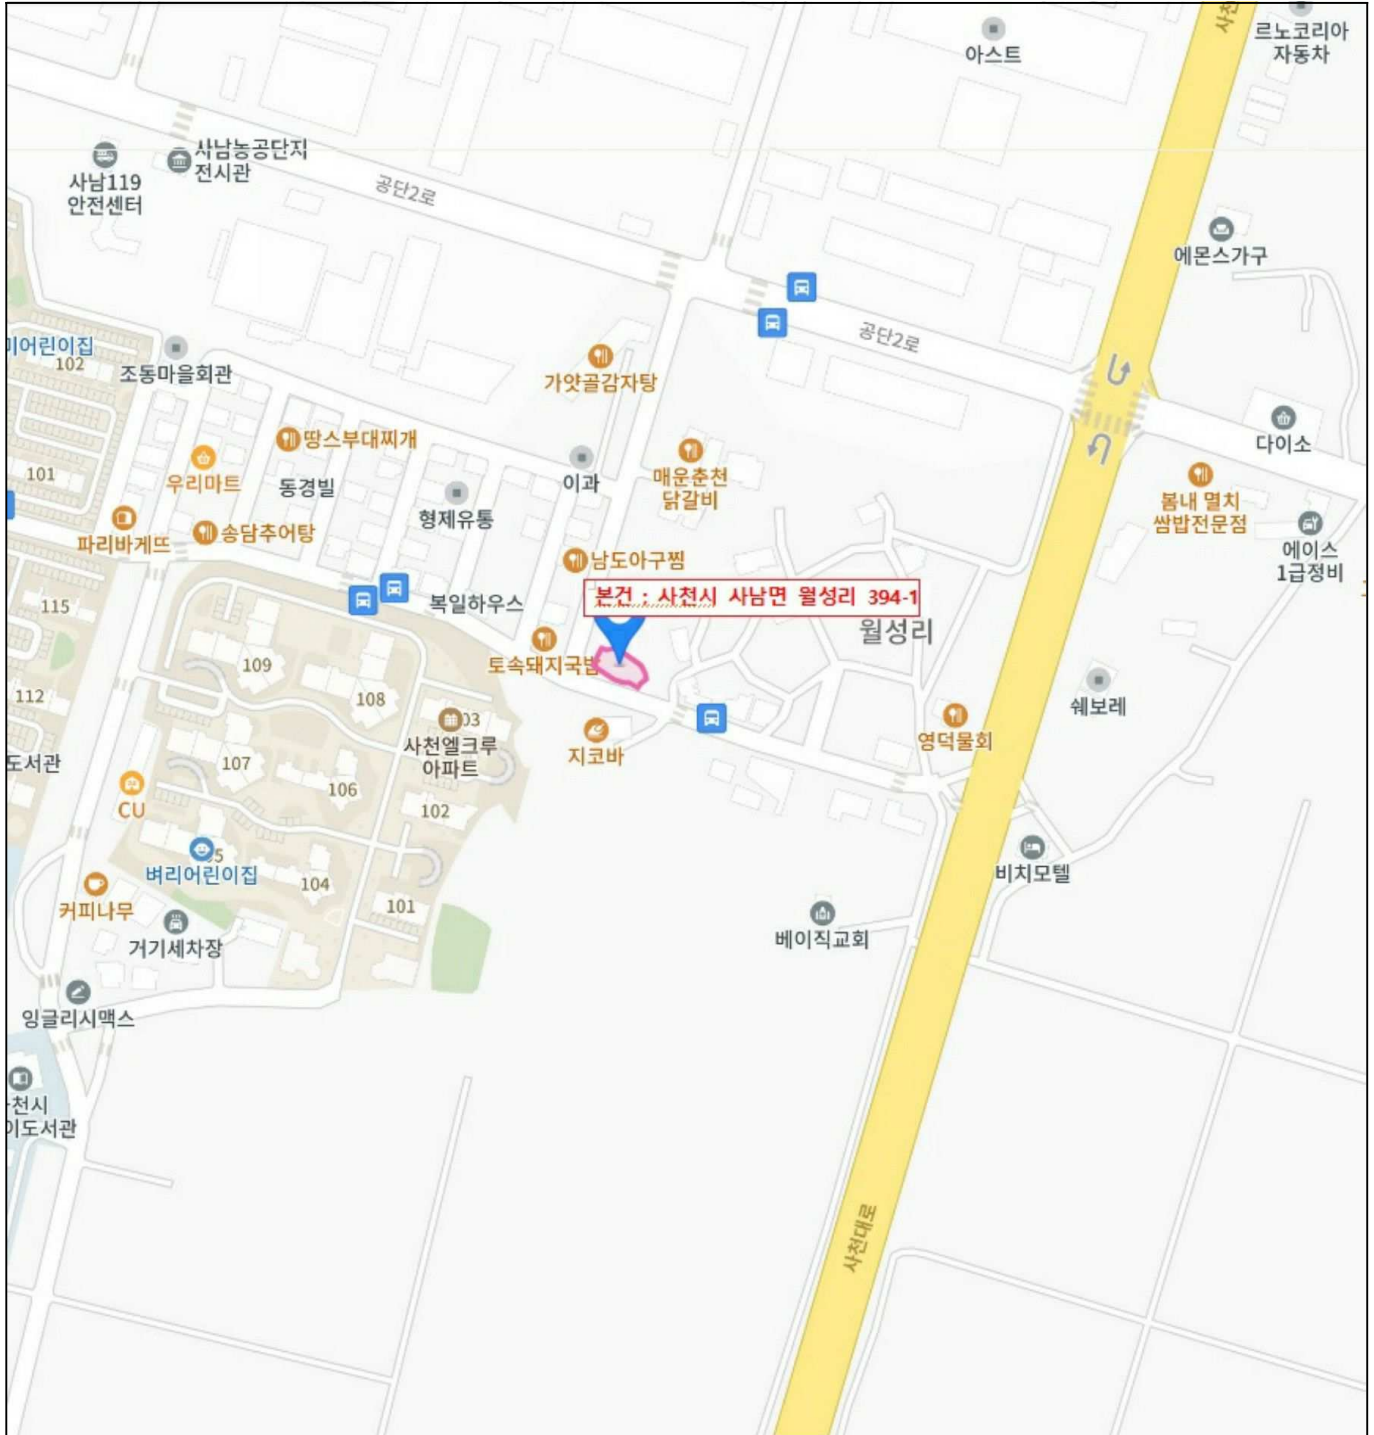 사천
르노코리아
자동차
아스트
사남농공단지
전시관
사남119
안전센터
공단2로
에몬스가구
공단2로
미어린이집
102
조동마을회관
가얏골감자탕
다이소
땅스부대찌개
101
우리마트
동경빌
이과
매운춘천
닭갈비
형제유통
봄내 멸치
쌈밥전문점
파리바게뜨
송담추어탕
에이스
1급정비
남도아구찜
115
복일하우스
본건 : 사천시 사남면 월성리 394-1
월성리
109
토속돼지국밥
112
108
쉐보레
03
사천엘크루
아파트
영덕물회
지코바
도서관
107
106
CU
102
05
벼리어린이집
104
비치모텔
커피나무
101
거기세차장
베이직교회
잉글리시맥스
천시
이도서관
사천대로